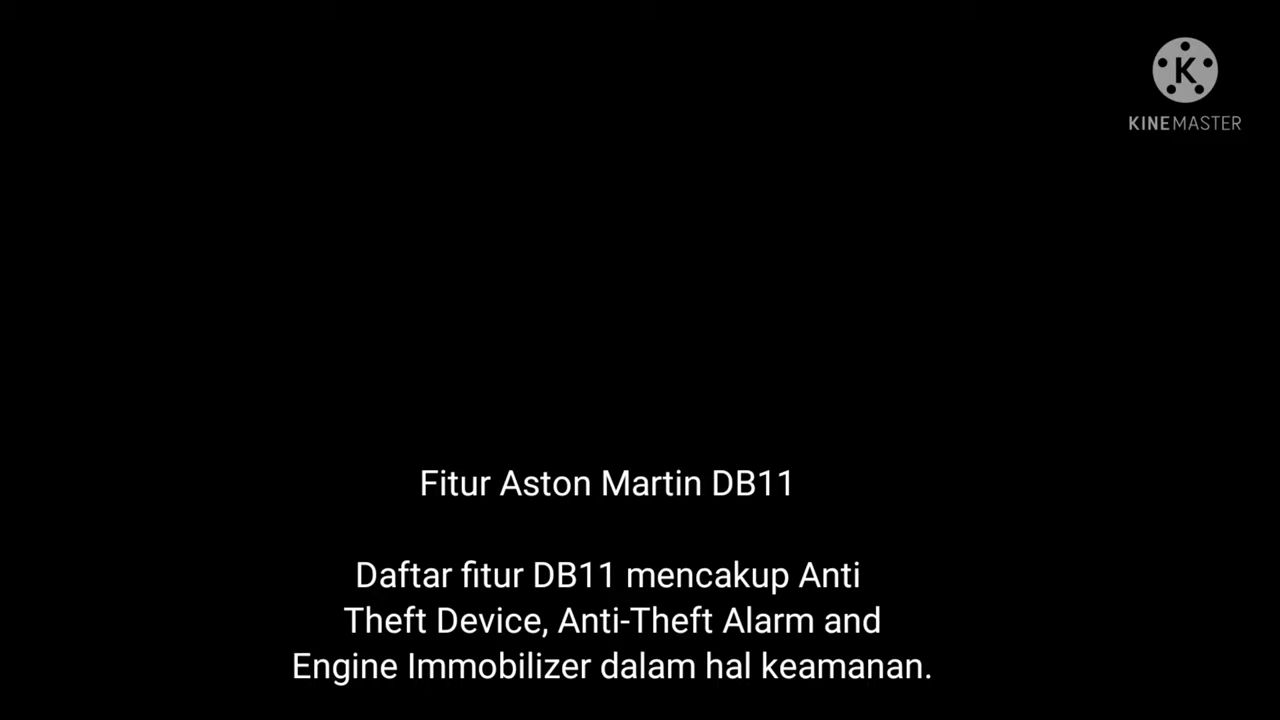 K
KINEMASTER
Fitur Aston Martin DB11
Daftar fitur DB11 mencakup Anti
Theft Device, Anti-Theft Alarm and
Engine Immobilizer dalam hal keamanan.